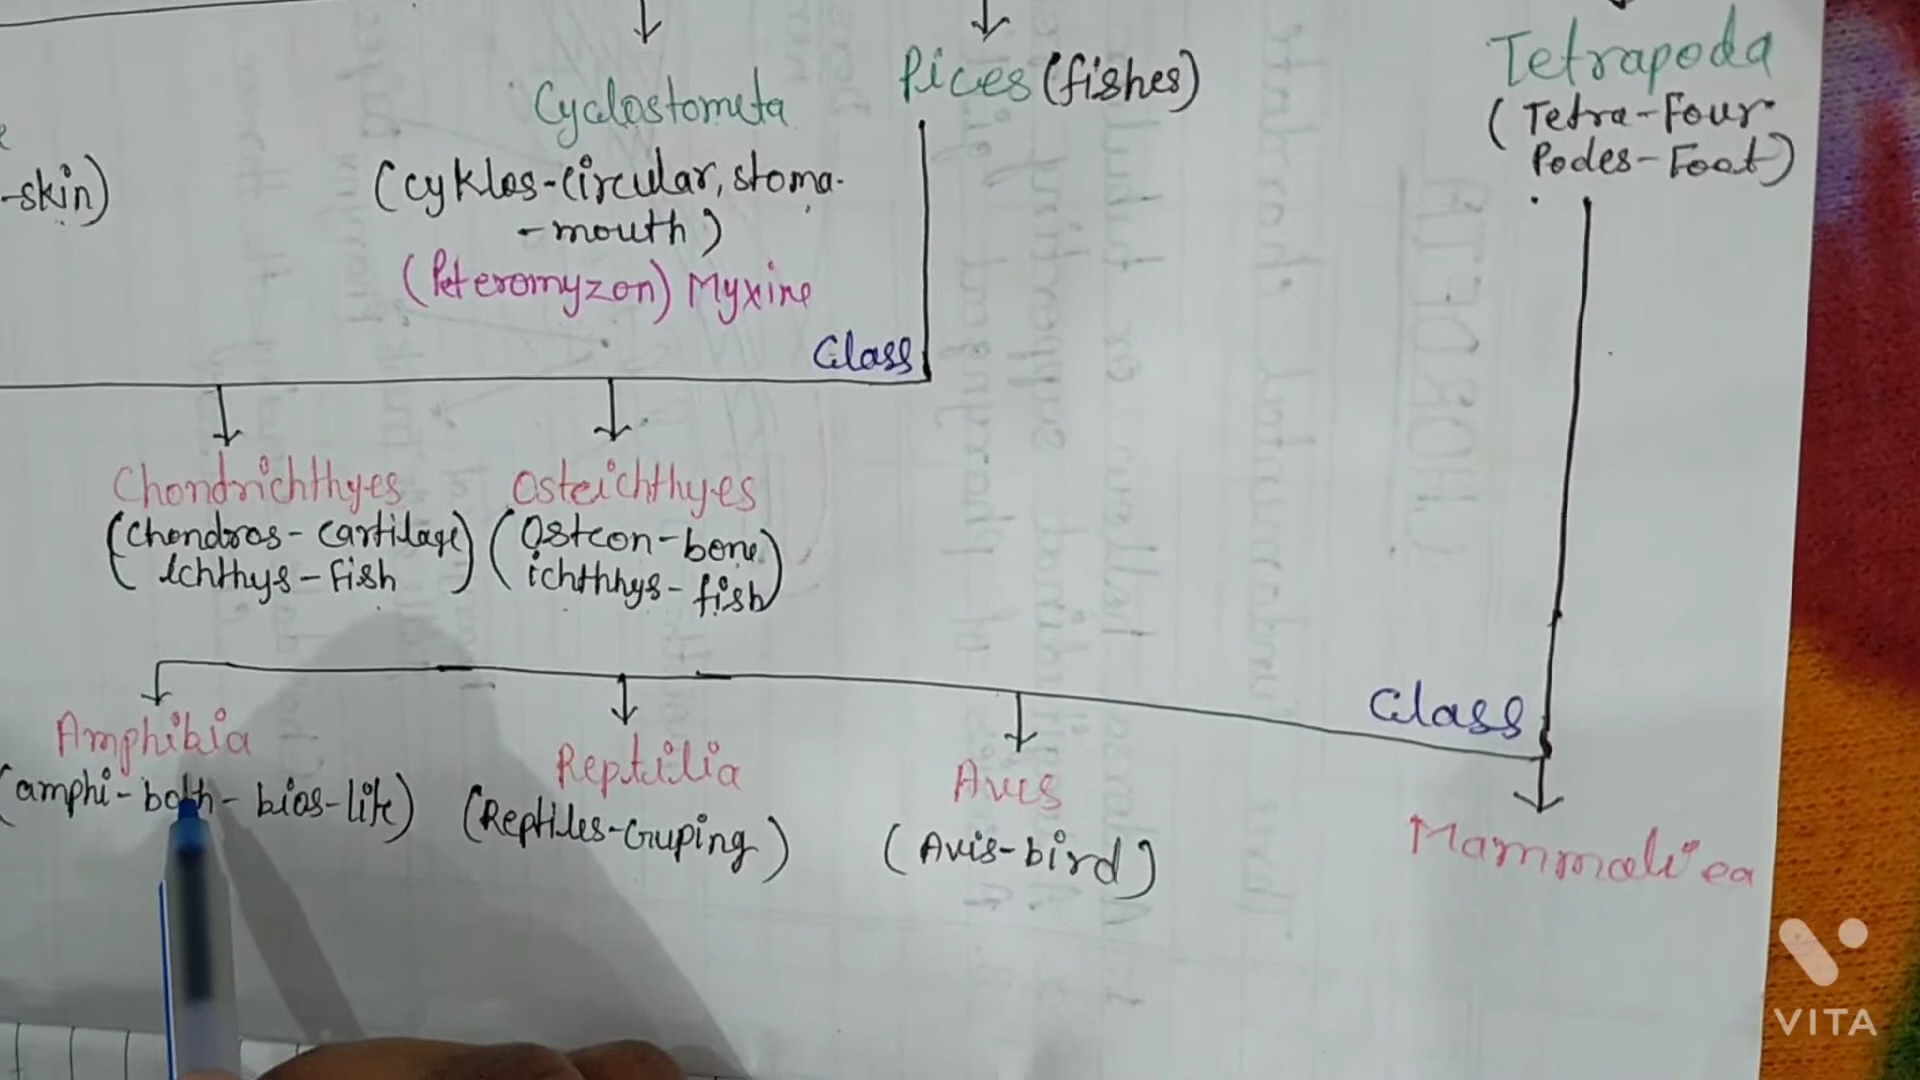 Cyclostometa
Pices (fishes)
Tetrapoda
(Tetra-Four
Podes-Foot)
-skin)
(cyklos-circular, stoma-
-mouth)
(Peteromyzon) Myxine
Class
Chondrichthyes
(Chondros-cartilage
Ichthys-Fish)
Osteichthyes
(Osteon-bone
ichthhys-fish)
Class
Amphibia
(amphi-both-bios-life)
Reptilia
(Reptiles-Cruping)
Aves
(Avis-bird)
Mammaliea
VITA